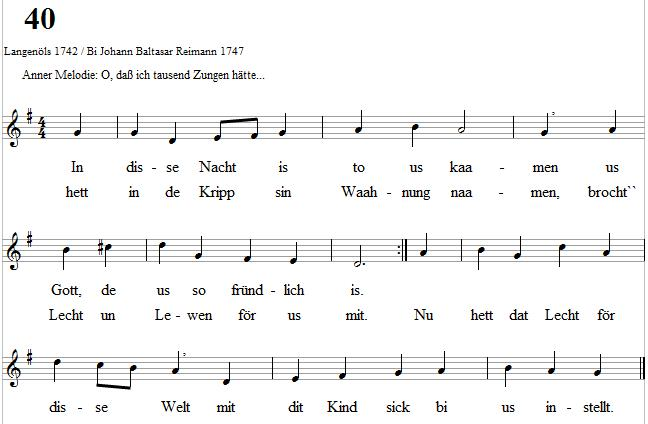 40
Langenöls 1742 / Bi Johann Baltasar Reimann 1747
Anner Melodie: O, daß ich tausend Zungen hätte...
4
4
In dis - se Nacht is to us kaa - men us
hett in de Kripp sin Waah - nung naa - men, brocht``
Gott, de us so fründ - lich is.
Lecht un Le - wen för us mit. Nu hett dat Lecht för
dis - se Welt mit dit Kind sick bi us in - stellt.